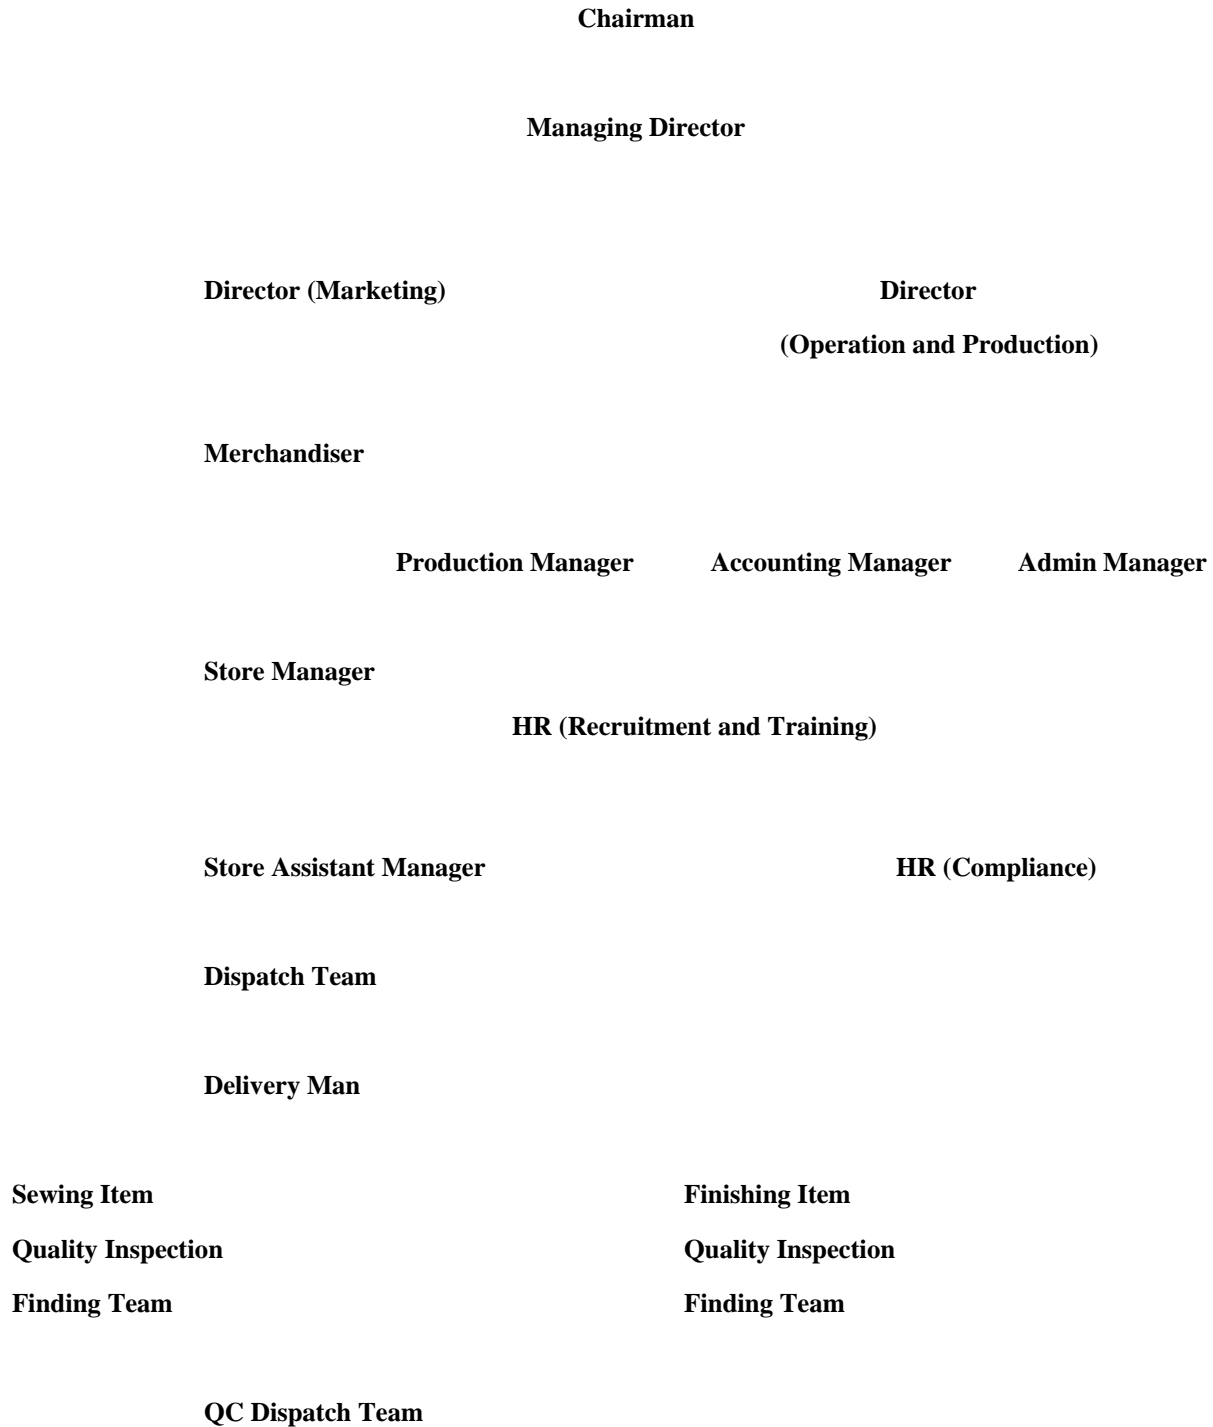 Chairman
Managing Director
Director (Marketing) Director
(Operation and Production)
Merchandiser
Production Manager Accounting Manager Admin Manager
Store Manager
HR (Recruitment and Training)
Store Assistant Manager HR (Compliance)
Dispatch Team
Delivery Man
Sewing Item Finishing Item
Quality Inspection Quality Inspection
Finding Team Finding Team
QC Dispatch Team